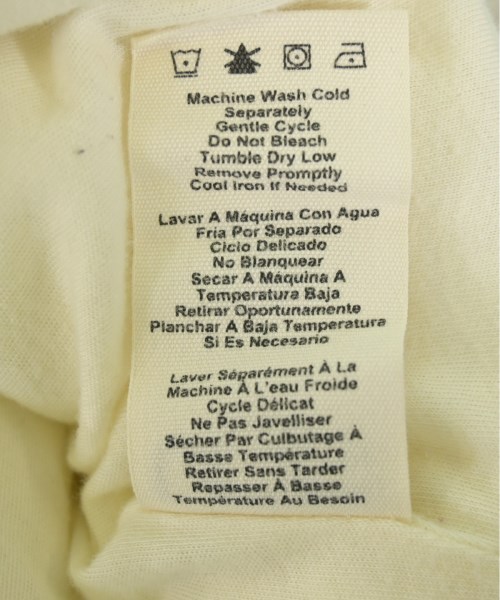 Machine Wash Cold
Separately
Gentle Cycle
Do Not Bleach
Tumble Dry Low
Remove Promptly
Cool Iron If Needed
Lavar A Máquina Con Agua
Fria Por Separado
Ciclo Delicado
No Blanquear
Secar A Máquina A
Temperatura Baja
Retirar Oportunamente
Planchar A Baja Temperatura
Si Es Necesario
Laver Séparément À La
Machine À L'eau Froide
Cycle Délicat
Ne Pas Javelliser
Sécher Par Culbutage À
Basse Température
Retirer Sans Tarder
Repasser À Basse
Température Au Besoin